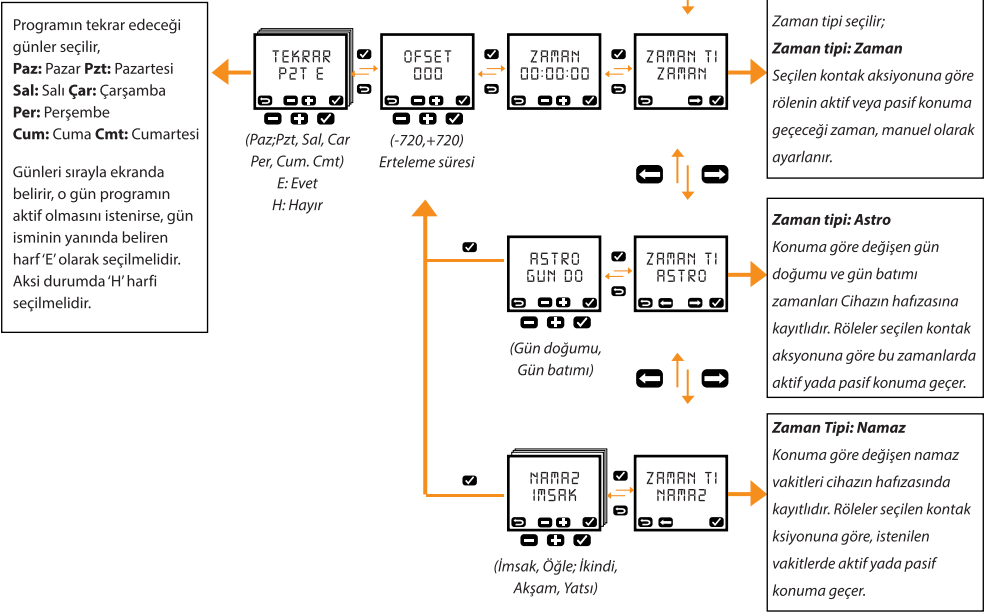 Programın tekrar edeceği
günler seçilir,
Paz: Pazar Pzt: Pazartesi
Sal: Salı Çar: Çarşamba
Per: Perşembe
Cum: Cuma Cmt: Cumartesi
Günleri sırayla ekranda
belirir, o gün programın
aktif olmasını istenirse, gün
isminin yanında beliren
harf ‘E’ olarak seçilmelidir.
Aksi durumda ‘H’ harfi
seçilmelidir.
TEKRAR
PZT E
(Paz;Pzt, Sal, Car
Per, Cum. Cmt)
E: Evet
H: Hayır
OFSET
000
(-720,+720)
Erteleme süresi
ZAMAN
00:00:00
ZAMAN TI
ZAMAN
Zaman tipi seçilir;
Zaman tipi: Zaman
Seçilen kontak aksiyonuna göre
rölenin aktif veya pasif konuma
geçeceği zaman, manuel olarak
ayarlanır.
ASTRO
GUN DO
(Gün doğumu,
Gün batımı)
ZAMAN TI
ASTRO
Zaman tipi: Astro
Konuma göre değişen gün
doğumu ve gün batımı
zamanları Cihazın hafızasına
kayıtlıdır. Röleler seçilen kontak
aksyonuna göre bu zamanlarda
aktif yada pasif konuma geçer.
NAMAZ
IMSAK
(İmsak, Öğle; İkindi,
Akşam, Yatsı)
ZAMAN TI
NAMAZ
Zaman Tipi: Namaz
Konuma göre değişen namaz
vakitleri cihazın hafızasında
kayıtlıdır. Röleler seçilen kontak
ksiyonuna göre, istenilen
vakitlerde aktif yada pasif
konuma geçer.